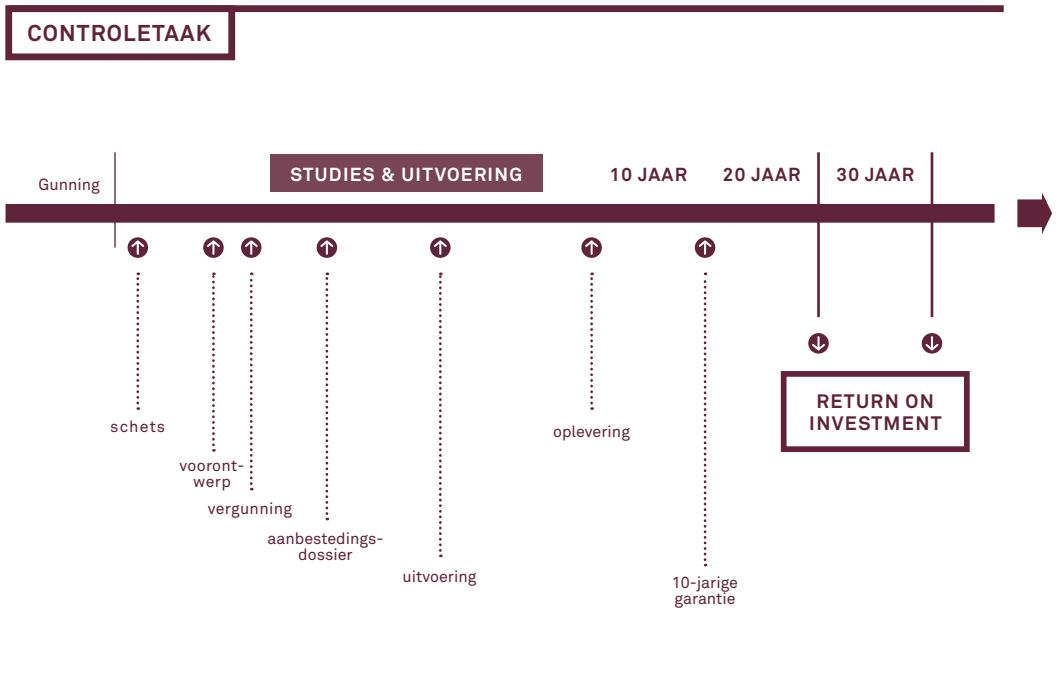 CONTROLETAAK
Gunning
STUDIES & UITVOERING
10 JAAR
20 JAAR
30 JAAR
schets
vooront-
werp
vergunning
aanbestedings-
dossier
uitvoering
oplevering
10-jarige
garantie
RETURN ON
INVESTMENT